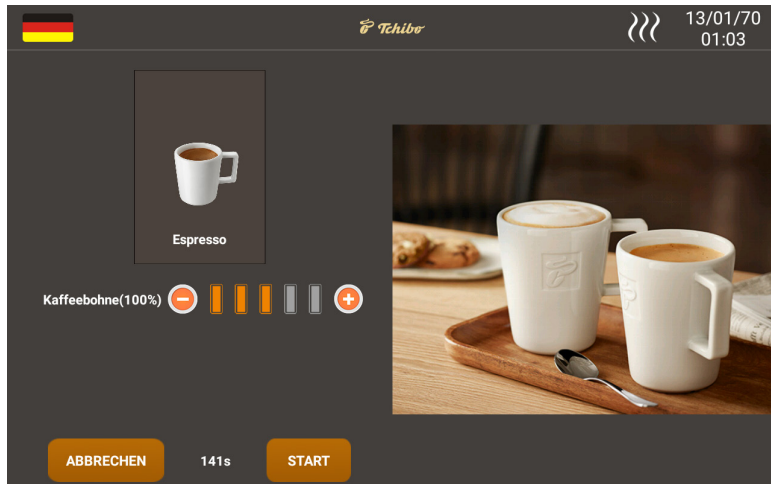 Tchibo
13/01/70
01:03
Espresso
Kaffeebohne(100%)
ABBRECHEN
141s
START